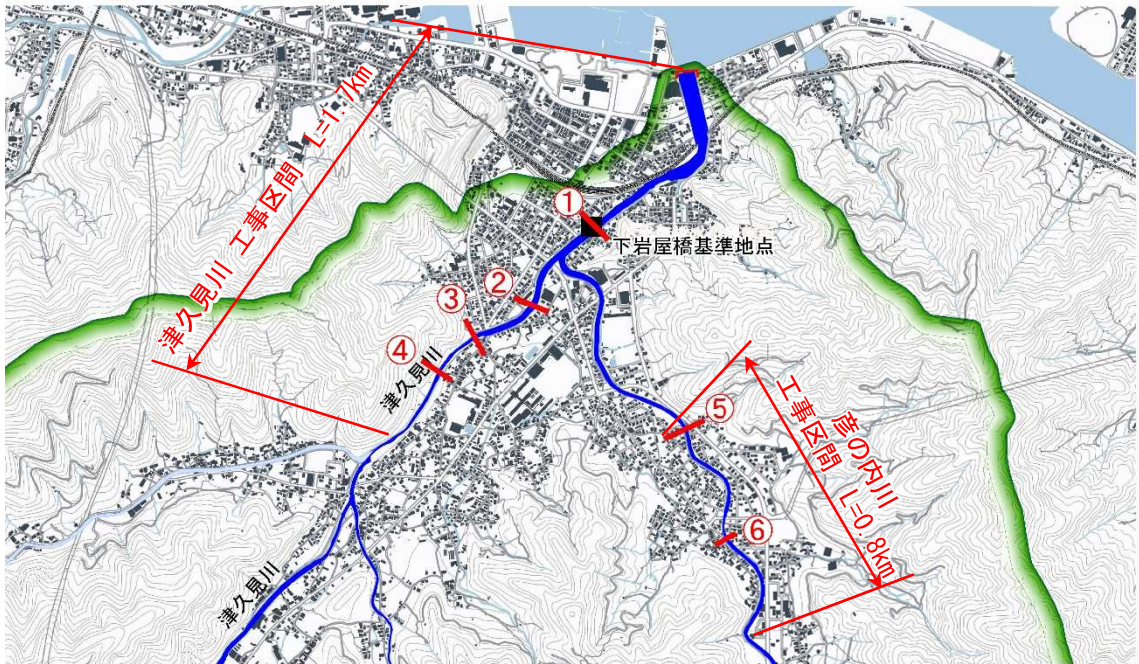 津久見川 工事区間 L=1.7km
①
下岩屋橋基準地点
②
③
④
津久見川
⑤
彦の内川
工事区間 L=0.8km
⑥
津久見川